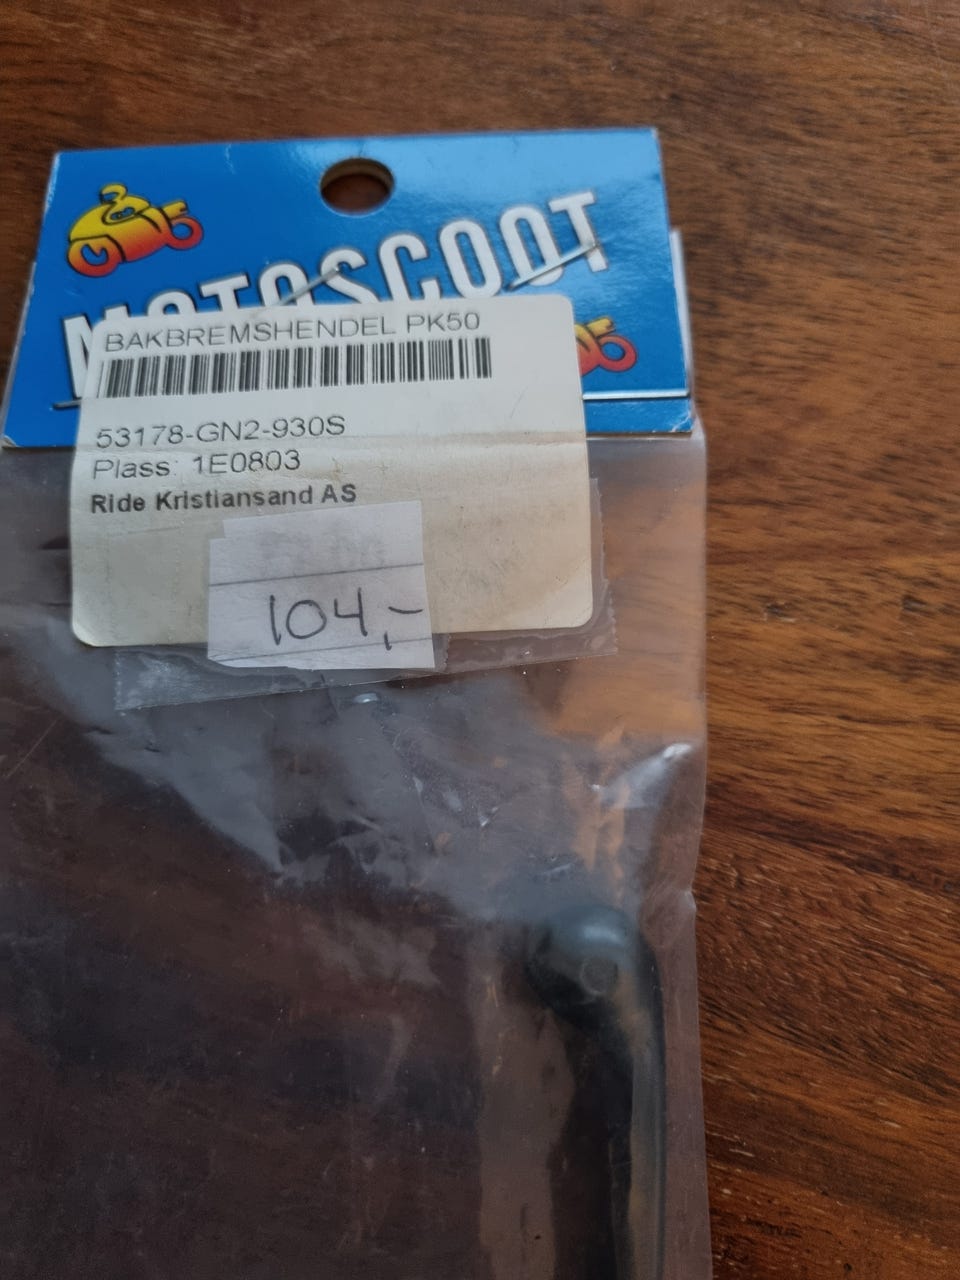 MOTOSCOOT
BAKBREMSHENDEL PK50
53178-GN2-930S
Plass: 1E0803
Ride Kristiansand AS
104,-